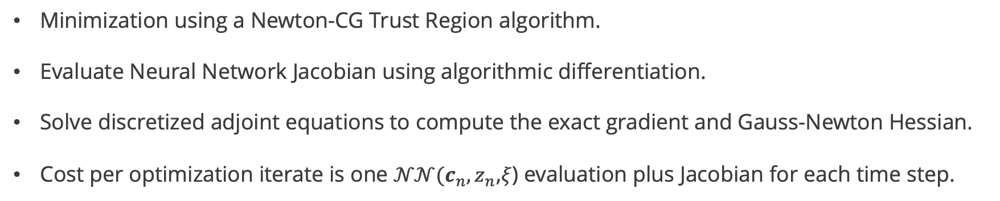 • Minimization using a Newton-CG Trust Region algorithm.
• Evaluate Neural Network Jacobian using algorithmic differentiation.
• Solve discretized adjoint equations to compute the exact gradient and Gauss-Newton Hessian.
• Cost per optimization iterate is one 𝒩𝒩(𝒄ₙ, zₙ,ξ) evaluation plus Jacobian for each time step.